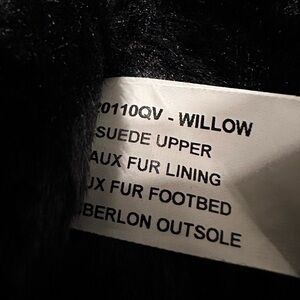 20110QV - WILLOW
SUEDE UPPER
AUX FUR LINING
UX FUR FOOTBED
BERLON OUTSOLE